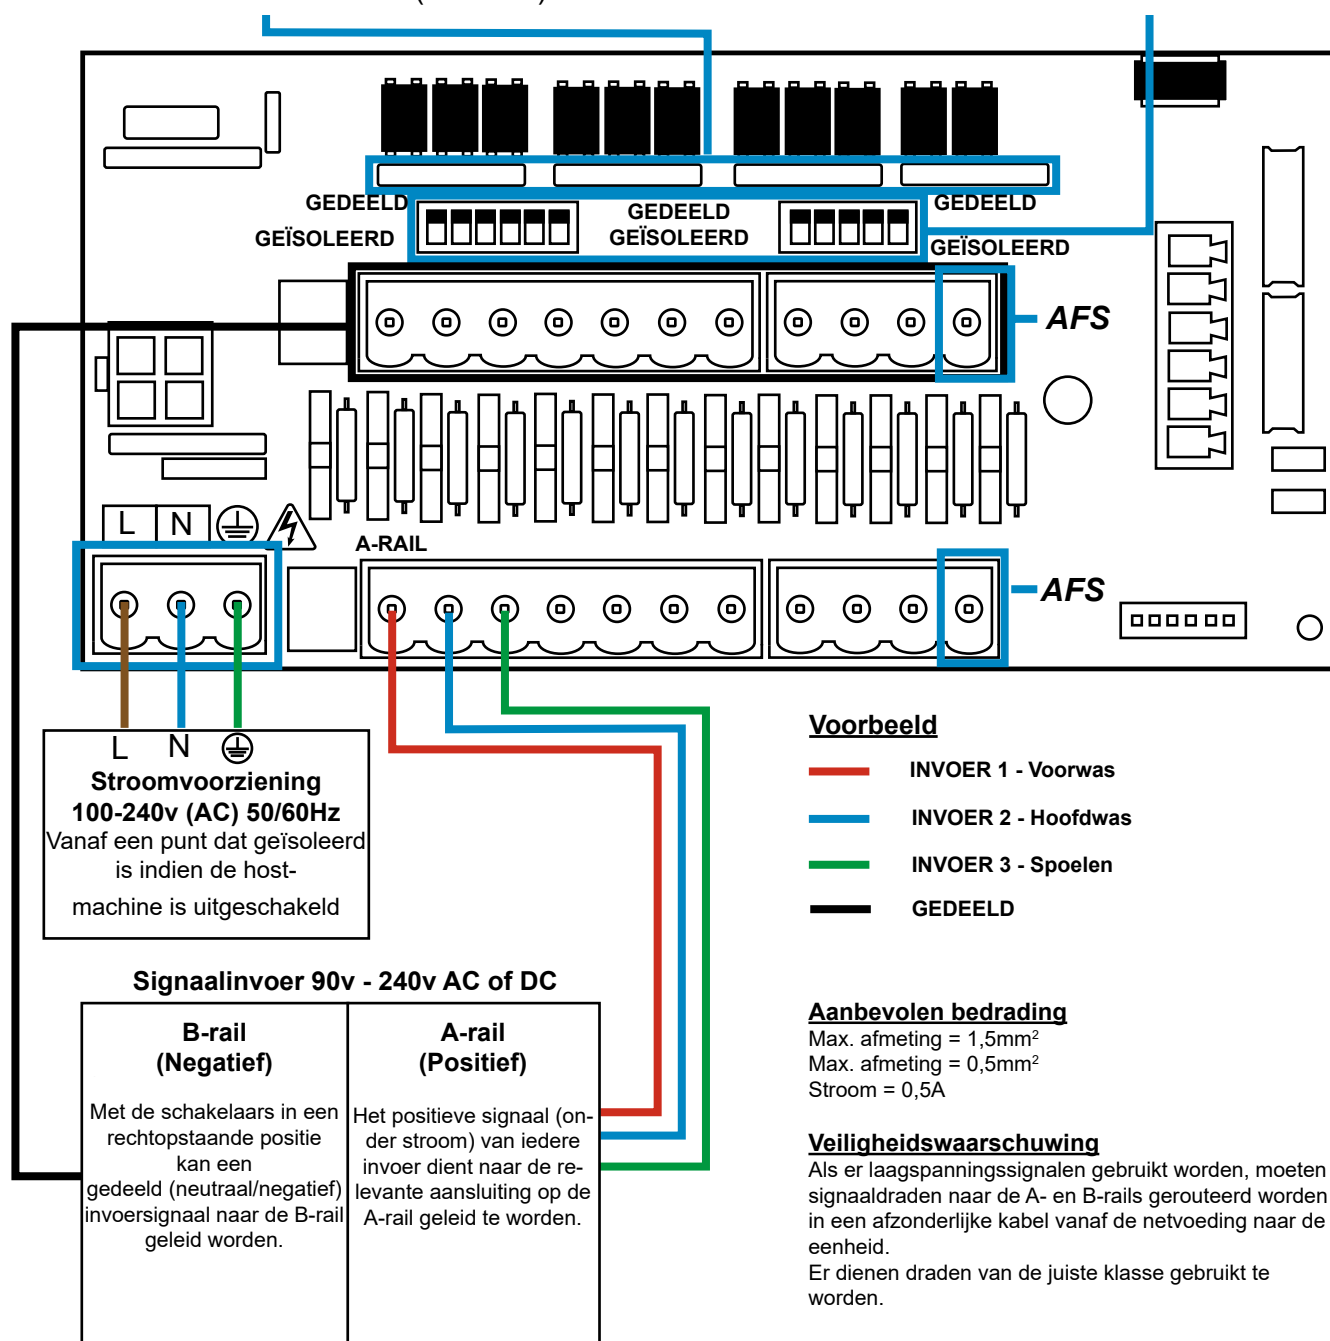 GEDEELD
GEDEELD
GEDEELD
GEÏSOLEERD
GEÏSOLEERD
GEÏSOLEERD
AFS
L N
A-RAIL
AFS
L N
Stroomvoorziening
100-240v (AC) 50/60Hz
Vanaf een punt dat geïsoleerd
is indien de host-
machine is uitgeschakeld
Voorbeeld
INVOER 1 - Voorwas
INVOER 2 - Hoofdwas
INVOER 3 - Spoelen
GEDEELD
Signaalinvoer 90v - 240v AC of DC
B-rail
(Negatief)
Met de schakelaars in een
rechtopstaande positie
kan een
gedeeld (neutraal/negatief)
invoersignaal naar de B-rail
geleid worden.
A-rail
(Positief)
Het positieve signaal (on-
der stroom) van iedere
invoer dient naar de re-
levante aansluiting op de
A-rail geleid te worden.
Aanbevolen bedrading
Max. afmeting = 1,5mm²
Max. afmeting = 0,5mm²
Stroom = 0,5A
Veiligheidswaarschuwing
Als er laagspanningssignalen gebruikt worden, moeten
signaaldraden naar de A- en B-rails gerouteerd worden
in een afzonderlijke kabel vanaf de netvoeding naar de
eenheid.
Er dienen draden van de juiste klasse gebruikt te
worden.